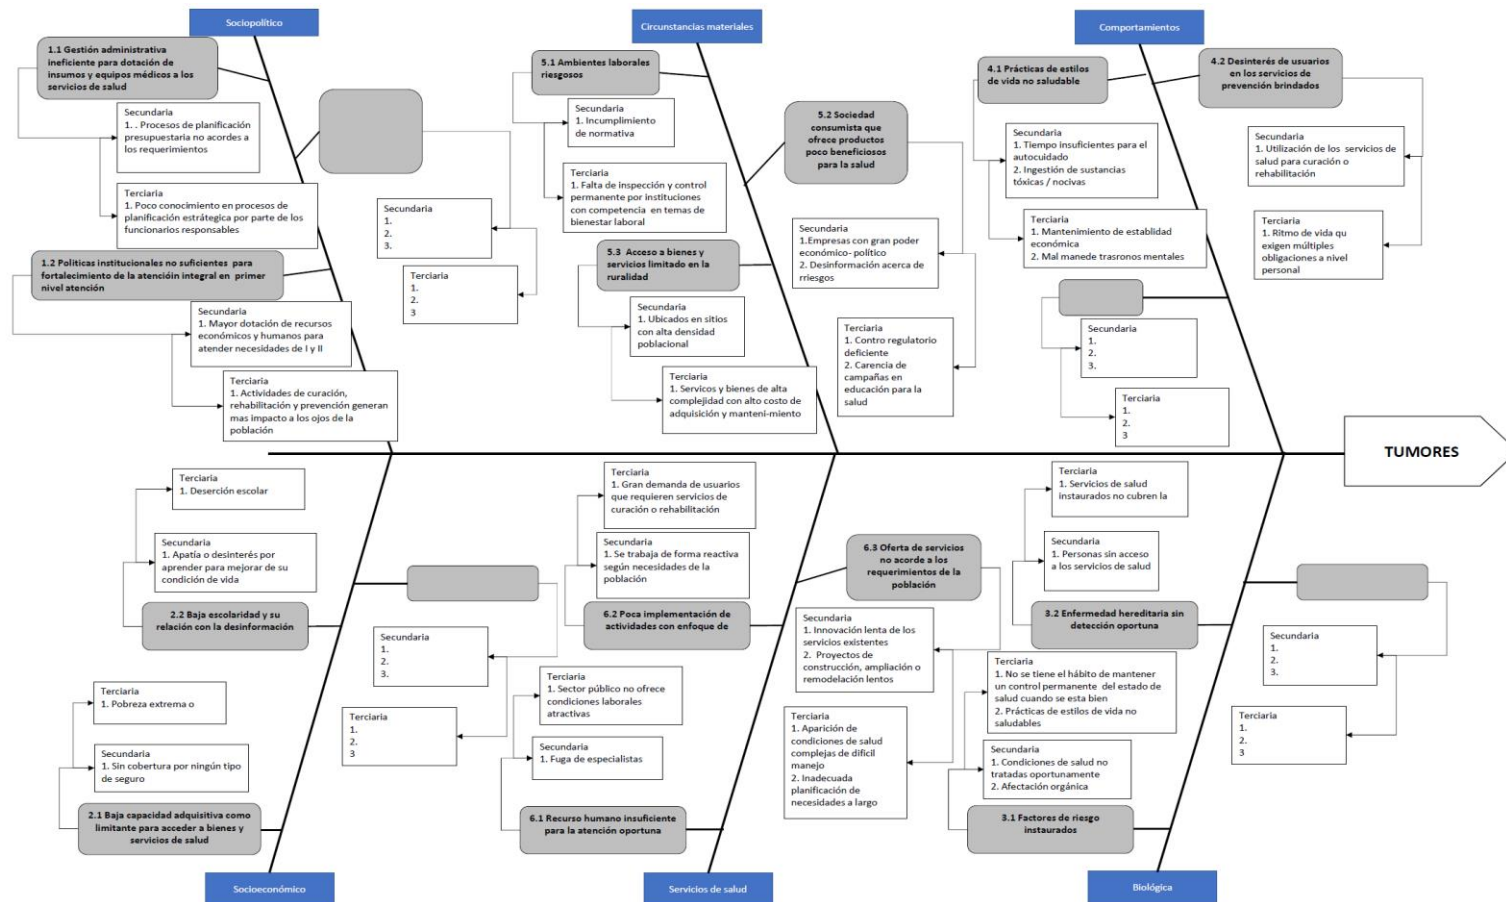 Sociopolítico
1.1 Gestión administrativa
ineficiente para dotación de
insumos y equipos médicos a los
servicios de salud
Secundaria
1. . Procesos de planificación
presupuestaria no acordes a
los requerimientos
Terciaria
1. Poco conocimiento en procesos de
planificación estrátegica por parte de los
funcionarios responsables
1.2 Politicas institucionales no suficientes para
fortalecimiento de la atencióin integral en primer
nivel atención
Secundaria
1. Mayor dotación de recursos
económicos y humanos para
atender necesidades de I y II
Terciaria
1. Actividades de curación,
rehabilitación y prevención generan
mas impacto a los ojos de la
población
Secundaria
1.
2.
3.
Terciaria
1.
2.
3
Circunstancias materiales
5.1 Ambientes laborales
riesgosos
Secundaria
1. Incumplimiento
de normativa
Terciaria
1. Falta de inspección y control
permanente por instituciones
con competencia en temas de
bienestar laboral
5.3 Acceso a bienes y
servicios limitado en la
ruralidad
Secundaria
1. Ubicados en sitios
con alta densidad
poblacional
Terciaria
1. Servicos y bienes de alta
complejidad con alto costo de
adquisición y manteni-miento
5.2 Sociedad
consumista que
ofrece productos
poco beneficiosos
para la salud
Secundaria
1.Empresas con gran poder
económico- político
2. Desinformación acerca de
rriesgos
Terciaria
1. Contro regulatorio
deficiente
2. Carencia de
campañas en
educación para la
salud
Comportamientos
4.1 Prácticas de estilos
de vida no saludable
Secundaria
1. Tiempo insuficientes para el
autocuidado
2. Ingestión de sustancias
tóxicas / nocivas
Terciaria
1. Mantenimiento de establidad
económica
2. Mal manede trasronos mentales
Secundaria
1.
2.
3.
Terciaria
1.
2.
3
4.2 Desinterés de usuarios
en los servicios de
prevención brindados
Secundaria
1. Utilización de los servicios de
salud para curación o
rehabilitación
Terciaria
1. Ritmo de vida qu
exigen múltiples
obligaciones a nivel
personal
TUMORES
Terciaria
1. Deserción escolar
Secundaria
1. Apatía o desinterés por
aprender para mejorar de su
condición de vida
2.2 Baja escolaridad y su
relación con la desinformación
Terciaria
1. Pobreza extrema o
Secundaria
1. Sin cobertura por ningún tipo
de seguro
2.1 Baja capacidad adquisitiva como
limitante para acceder a bienes y
servicios de salud
Socioeconómico
Secundaria
1.
2.
3.
Terciaria
1.
2.
3
Terciaria
1. Gran demanda de usuarios
que requieren servicios de
curación o rehabilitación
Secundaria
1. Se trabaja de forma reactiva
según necesidades de la
población
6.2 Poca implementación de
actividades con enfoque de
Terciaria
1. Sector público no ofrece
condiciones laborales
atractivas
Secundaria
1. Fuga de especialistas
6.1 Recurso humano insuficiente
para la atención oportuna
Servicios de salud
6.3 Oferta de servicios
no acorde a los
requerimientos de la
población
Secundaria
1. Innovación lenta de los
servicios existentes
2. Proyectos de
construcción, ampliación o
remodelación lentos
Terciaria
1. Aparición de
condiciones de salud
complejas de dificil
manejo
2. Inadecuada
planificación de
necesidades a largo
Terciaria
1. Servicios de salud
instaurados no cubren la
Secundaria
1. Personas sin acceso
a los servicios de salud
3.2 Enfermedad hereditaria sin
detección oportuna
Terciaria
1. No se tiene el hábito de mantener
un control permanente del estado de
salud cuando se esta bien
2. Prácticas de estilos de vida no
saludables
Secundaria
1. Condiciones de salud no
tratadas oportunamente
2. Afectación orgánica
3.1 Factores de riesgo
instaurados
Biológica
Secundaria
1.
2.
3.
Terciaria
1.
2.
3